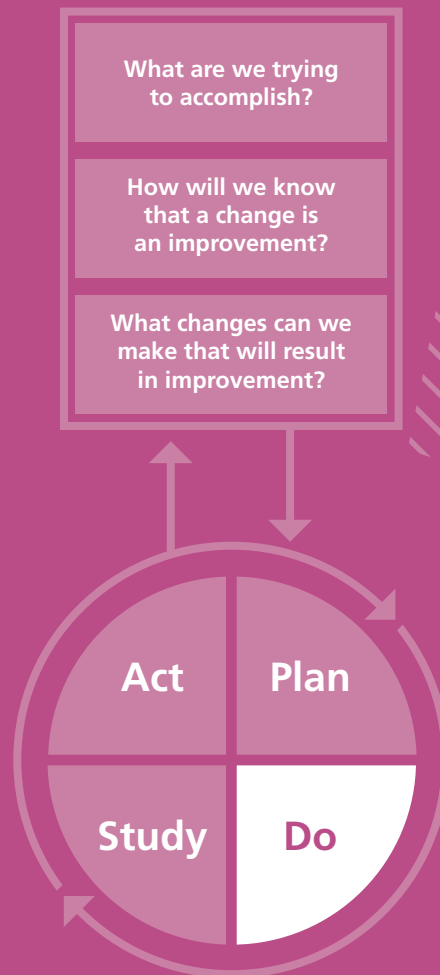 What are we trying
to accomplish?
How will we know
that a change is
an improvement?
What changes can we
make that will result
in improvement?
Act
Plan
Study
Do